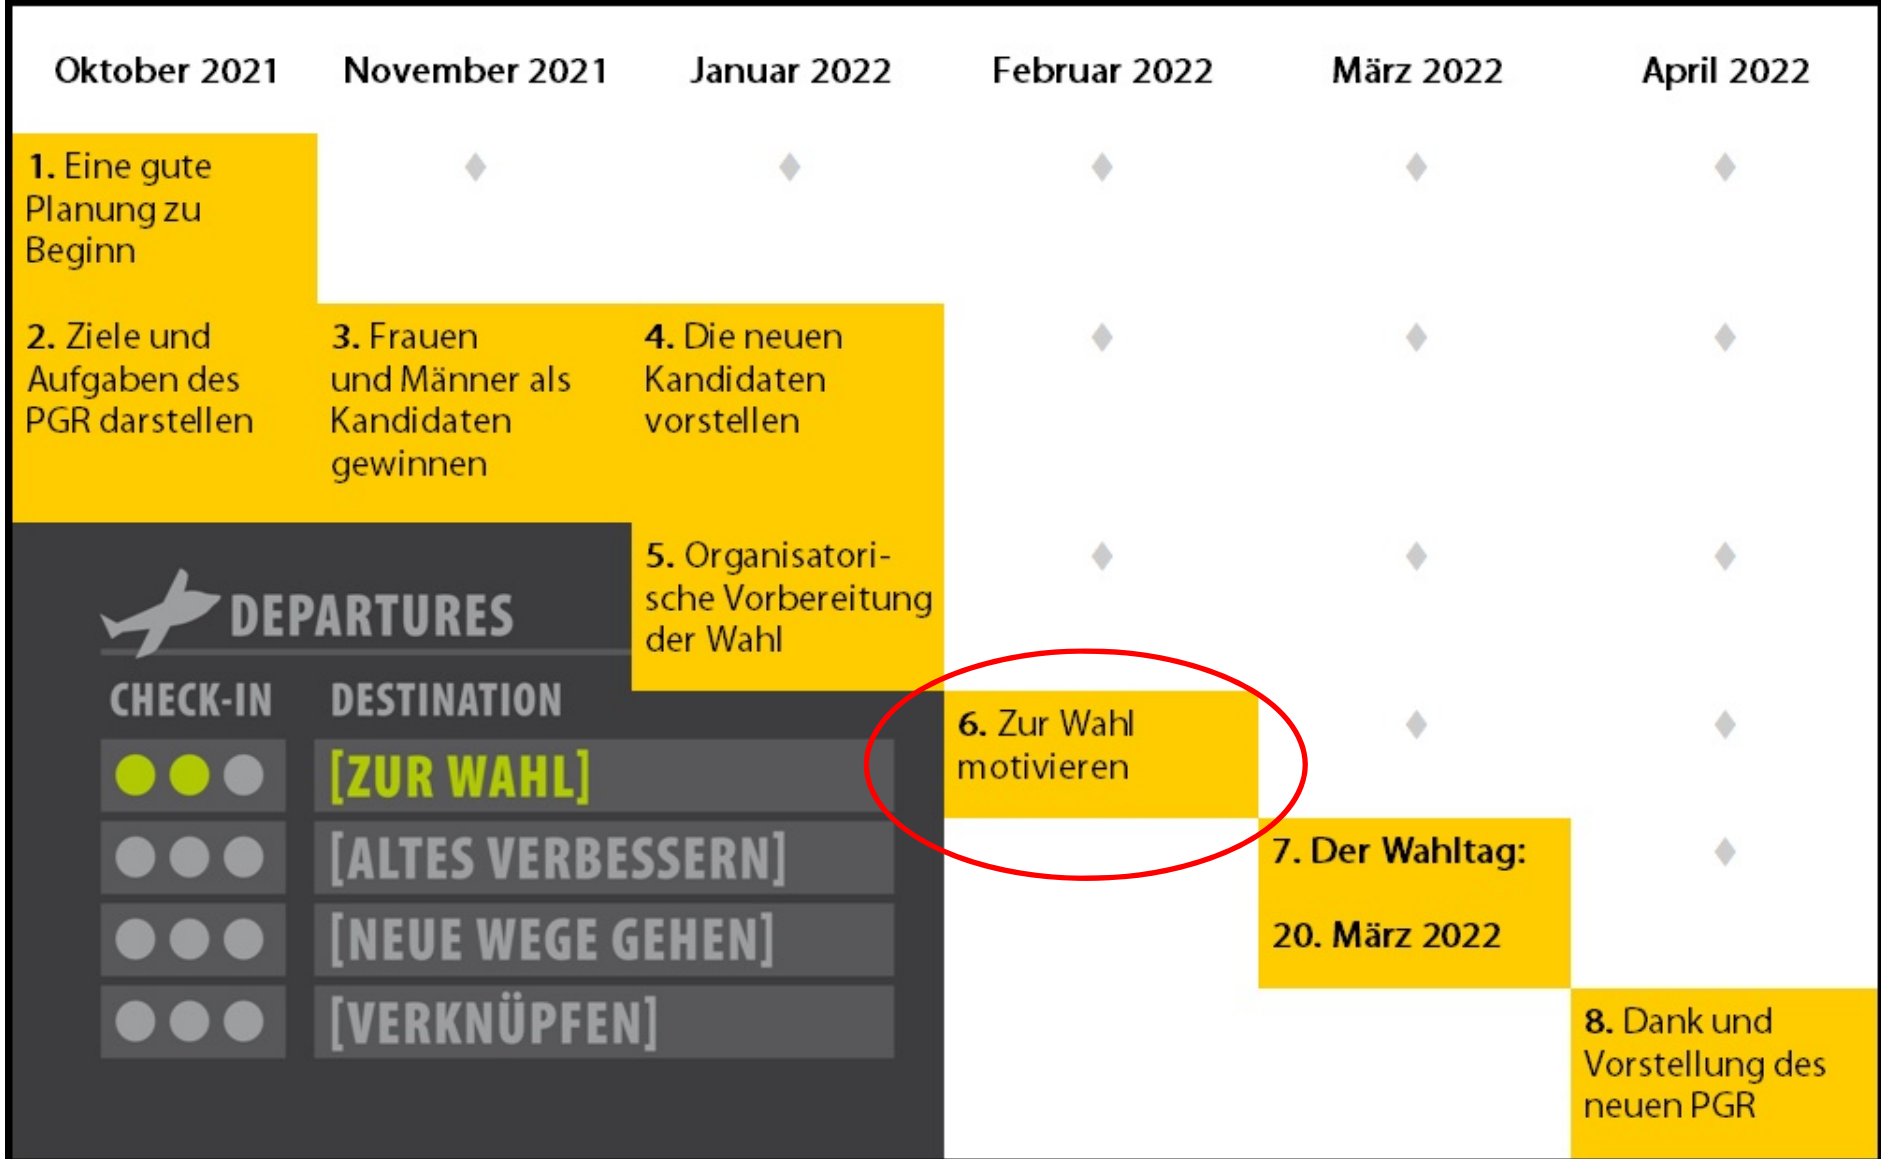 Oktober 2021
November 2021
Januar 2022
Februar 2022
März 2022
April 2022
1. Eine gute
Planung zu
Beginn
2. Ziele und
Aufgaben des
PGR darstellen
3. Frauen
und Männer als
Kandidaten
gewinnen
4. Die neuen
Kandidaten
vorstellen
5. Organisatori-
sche Vorbereitung
der Wahl
DEPARTURES
CHECK-IN DESTINATION
[ZUR WAHL]
[ALTES VERBESSERN]
[NEUE WEGE GEHEN]
[VERKNÜPFEN]
6. Zur Wahl
motivieren
7. Der Wahltag:
20. März 2022
8. Dank und
Vorstellung des
neuen PGR